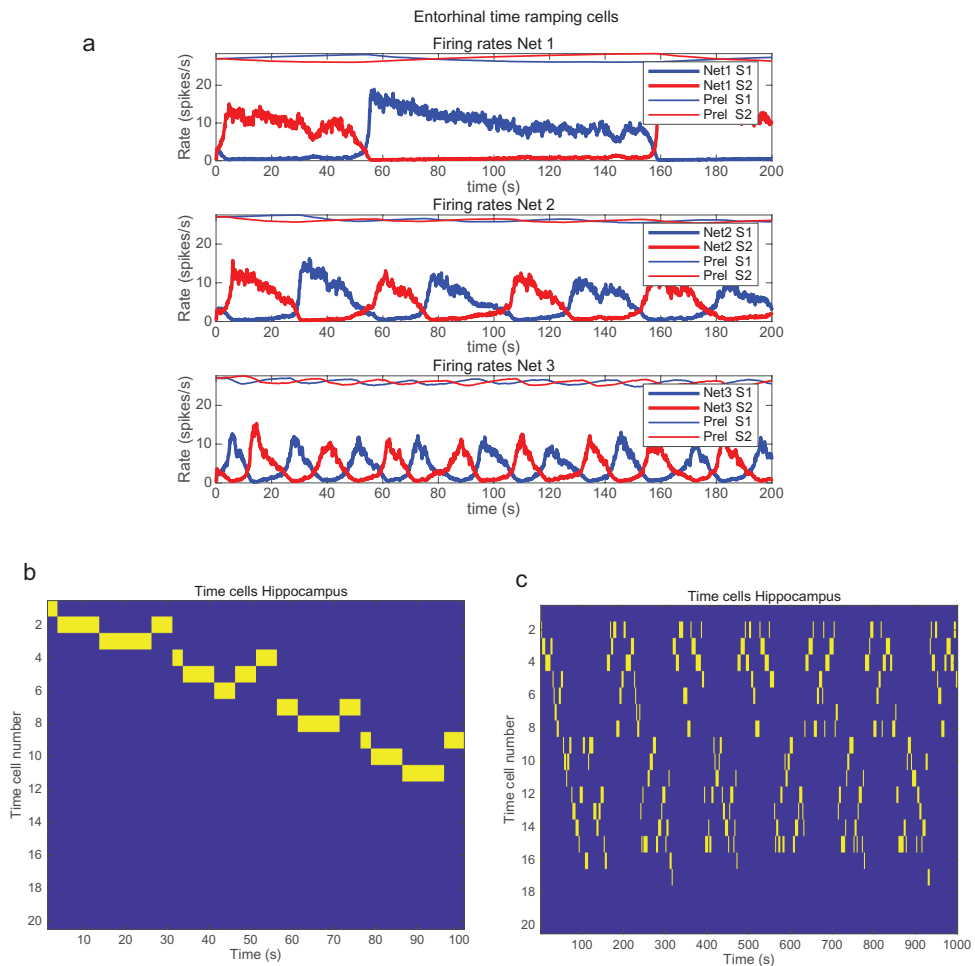 Entorhinal time ramping cells
a
Firing rates Net 1
Rate (spikes/s)
20
10
0
Net1 S1
Net1 S2
Prel S1
Prel S2
0 20 40 60 80 100 120 140 160 180 200
time (s)
Firing rates Net 2
Rate (spikes/s)
20
10
0
Net2 S1
Net2 S2
Prel S1
Prel S2
0 20 40 60 80 100 120 140 160 180 200
time (s)
Firing rates Net 3
Rate (spikes/s)
20
10
0
Net3 S1
Net3 S2
Prel S1
Prel S2
0 20 40 60 80 100 120 140 160 180 200
time (s)
b
Time cells Hippocampus
Time cell number
2
4
6
8
10
12
14
16
18
20
10 20 30 40 50 60 70 80 90 100
Time (s)
c
Time cells Hippocampus
Time cell number
2
4
6
8
10
12
14
16
18
20
100 200 300 400 500 600 700 800 900 1000
Time (s)